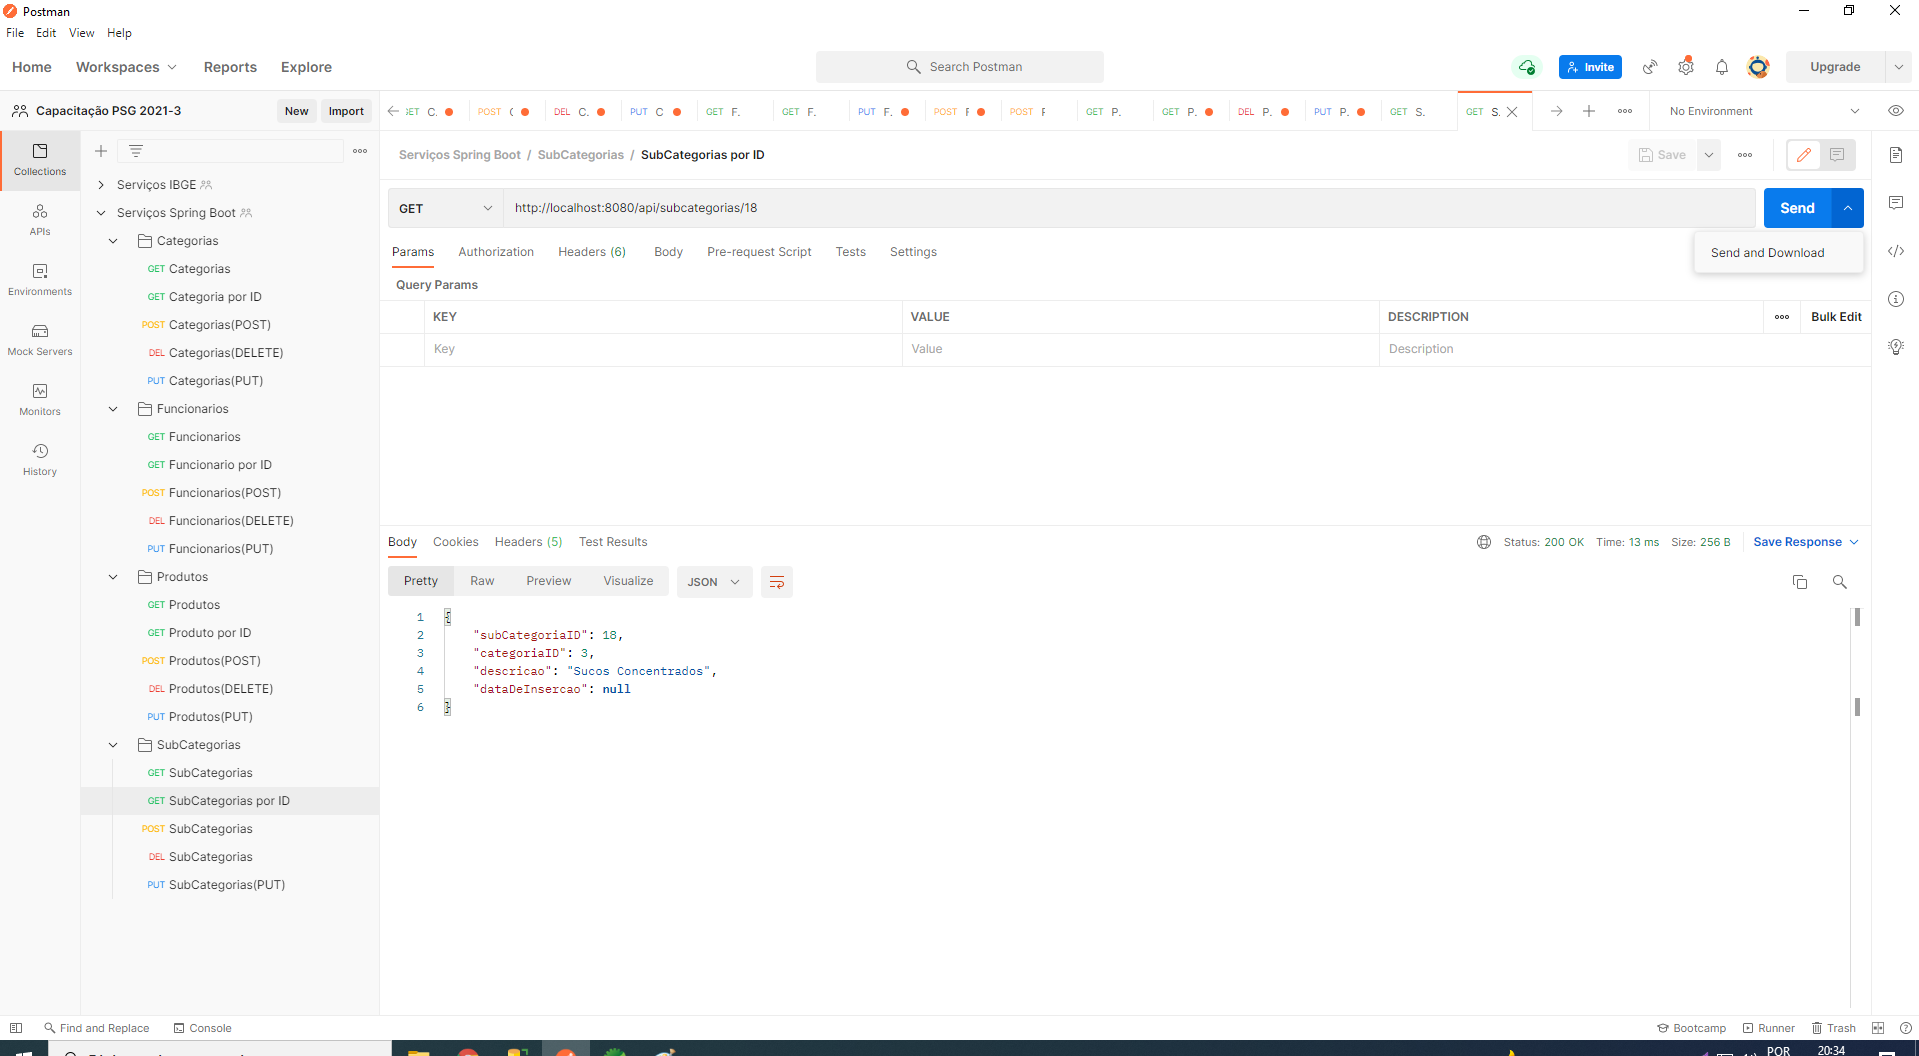 Postman
File Edit View Help
Home Workspaces Reports Explore Search Postman Invite Upgrade
Capacitação PSG 2021-3 New Import
GET C. POST DEL C. PUT C GET F. GET F. PUT F. POST F POST F GET P. GET P. DEL P. PUT P. GET S. GET S. No Environment
Collections
APIs
Environments
Mock Servers
Monitors
History
Serviços IBGE
Serviços Spring Boot
Categorias
GET Categorias
GET Categoria por ID
POST Categorias(POST)
DEL Categorias(DELETE)
PUT Categorias(PUT)
Funcionarios
GET Funcionarios
GET Funcionario por ID
POST Funcionarios(POST)
DEL Funcionarios(DELETE)
PUT Funcionarios(PUT)
Produtos
GET Produtos
GET Produto por ID
POST Produtos(POST)
DEL Produtos(DELETE)
PUT Produtos(PUT)
SubCategorias
GET SubCategorias
GET SubCategorias por ID
POST SubCategorias
DEL SubCategorias
PUT SubCategorias(PUT)
Serviços Spring Boot / SubCategorias / SubCategorias por ID Save
GET http://localhost:8080/api/subcategorias/18 Send
Params Authorization Headers (6) Body Pre-request Script Tests Settings
Send and Download
Query Params
KEY VALUE DESCRIPTION Bulk Edit
Key Value Description
Body Cookies Headers (5) Test Results Status: 200 OK Time: 13 ms Size: 256 B Save Response
Pretty Raw Preview Visualize JSON
1 {
2 "subCategoriaID": 18,
3 "categoriaID": 3,
4 "descricao": "Sucos Concentrados",
5 "dataDeInsercao": null
6 }
Find and Replace Console Bootcamp Runner Trash
POR 20:34